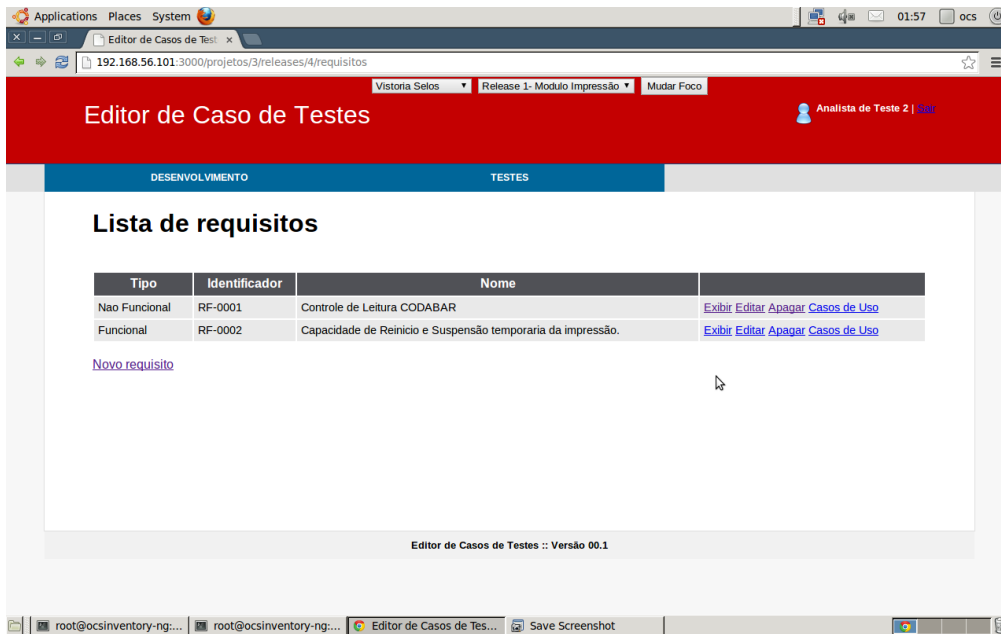 Applications Places System 01:57 ocs
Editor de Casos de Test ×
192.168.56.101:3000/projetos/3/releases/4/requisitos
Vistoria Selos Release 1- Modulo Impressão Mudar Foco
Editor de Caso de Testes
Analista de Teste 2 | Sair
DESENVOLVIMENTO TESTES
Lista de requisitos
Tipo Identificador Nome
Nao Funcional RF-0001 Controle de Leitura CODABAR Exibir Editar Apagar Casos de Uso
Funcional RF-0002 Capacidade de Reinicio e Suspensão temporaria da impressão. Exibir Editar Apagar Casos de Uso
Novo requisito
Editor de Casos de Testes :: Versão 00.1
root@ocsinventory-ng:... root@ocsinventory-ng:... Editor de Casos de Tes... Save Screenshot